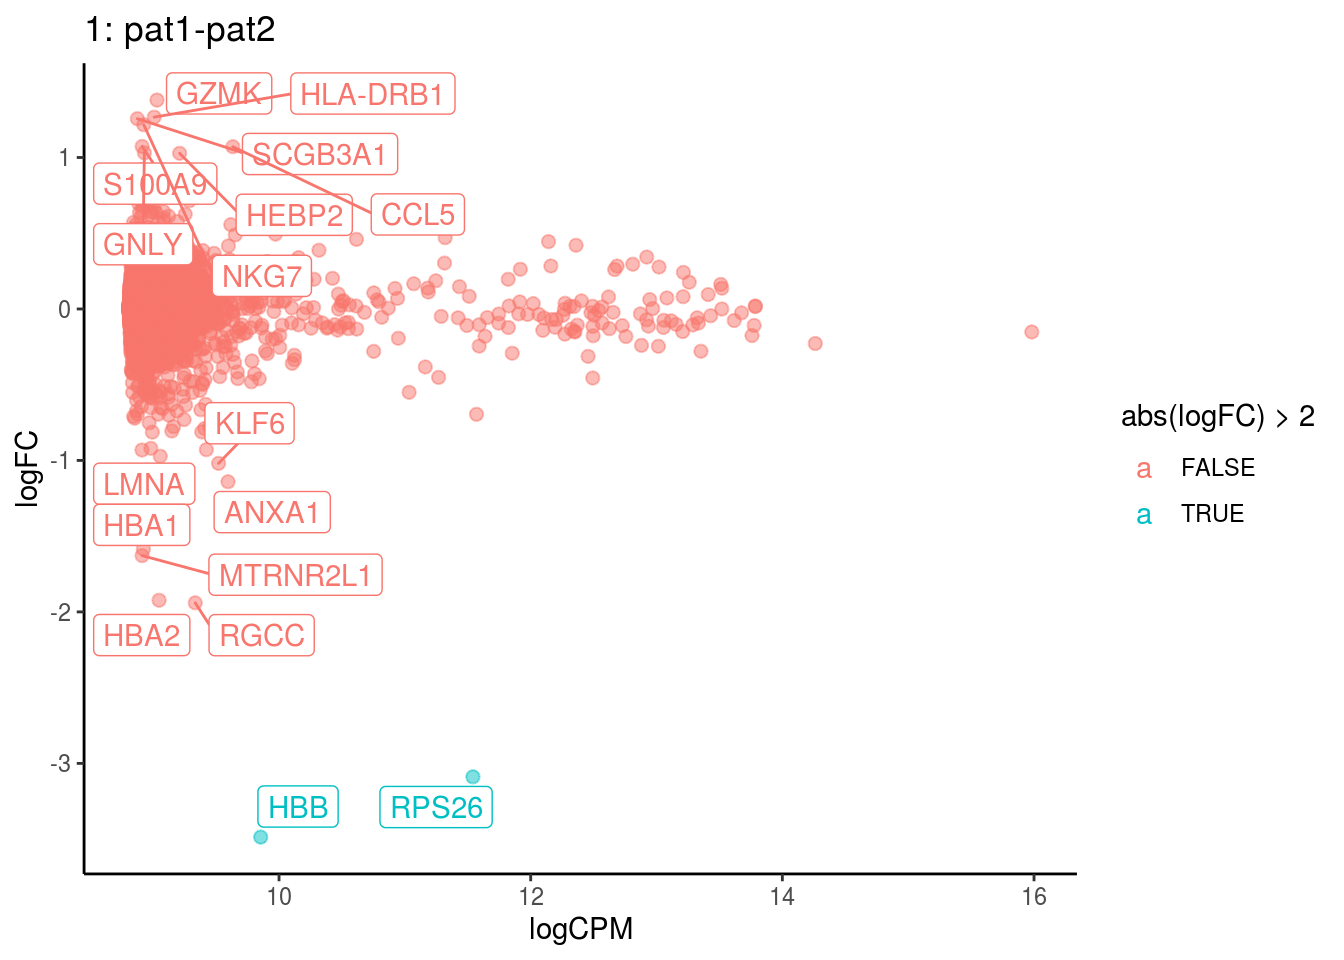 1: pat1-pat2
GZMK
HLA-DRB1
SCGB3A1
S100A9
HEBP2
CCL5
GNLY
NKG7
KLF6
LMNA
ANXA1
HBA1
MTRNR2L1
HBA2
RGCC
HBB
RPS26
1
0
-1
-2
-3
logFC
10
12
14
16
logCPM
abs(logFC) > 2
a FALSE
a TRUE